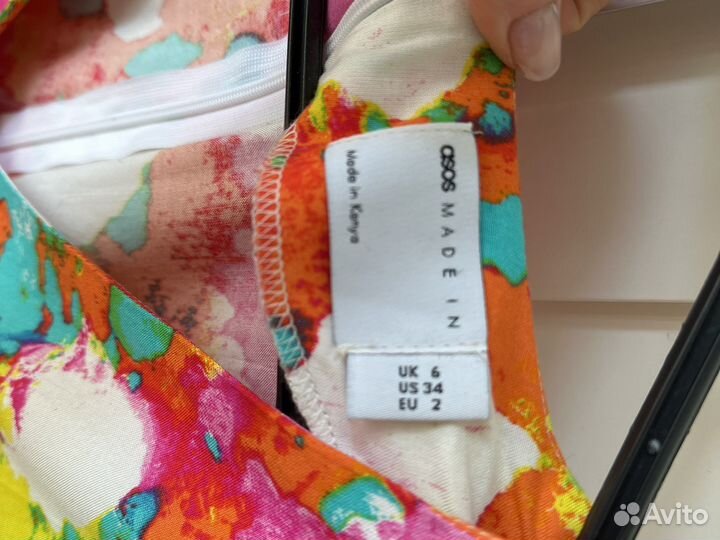 asos MADE IN
Made in Kenya
UK 6
US 34
EU 2
Avito